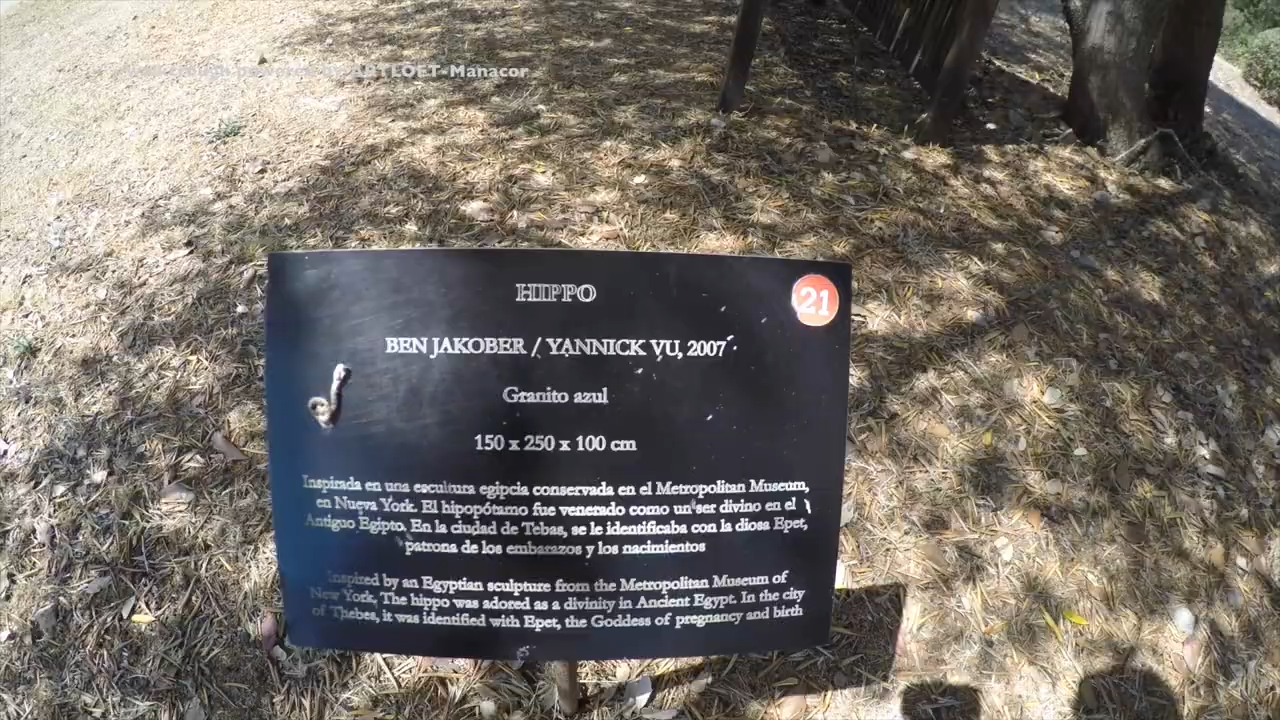 ARTLOFT-Manacor
HIPPO
21
BEN JAKOBER / YANNICK VU, 2007
Granito azul
150 x 250 x 100 cm
Inspirada en una escultura egipcia conservada en el Metropolitan Museum,
en Nueva York. El hipopótamo fue venerado como un ser divino en el
Antiguo Egipto. En la ciudad de Tebas, se le identificaba con la diosa Epet,
patrona de los embarazos y los nacimientos
Inspired by an Egyptian sculpture from the Metropolitan Museum of
New York, The hippo was adored as a divinity in Ancient Egypt. In the city
of Thebes, it was identified with Epet, the Goddess of pregnancy and birth